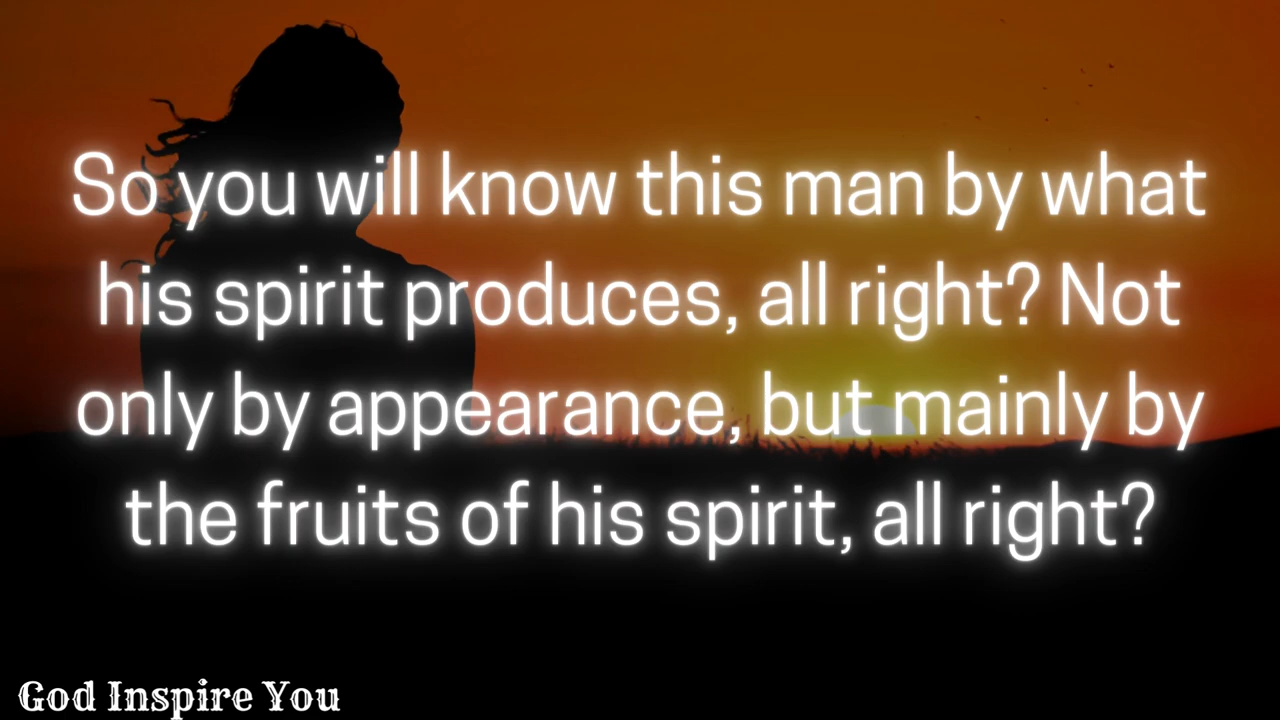 So you will know this man by what
his spirit produces, all right? Not
only by appearance, but mainly by
the fruits of his spirit, all right?
God Inspire You